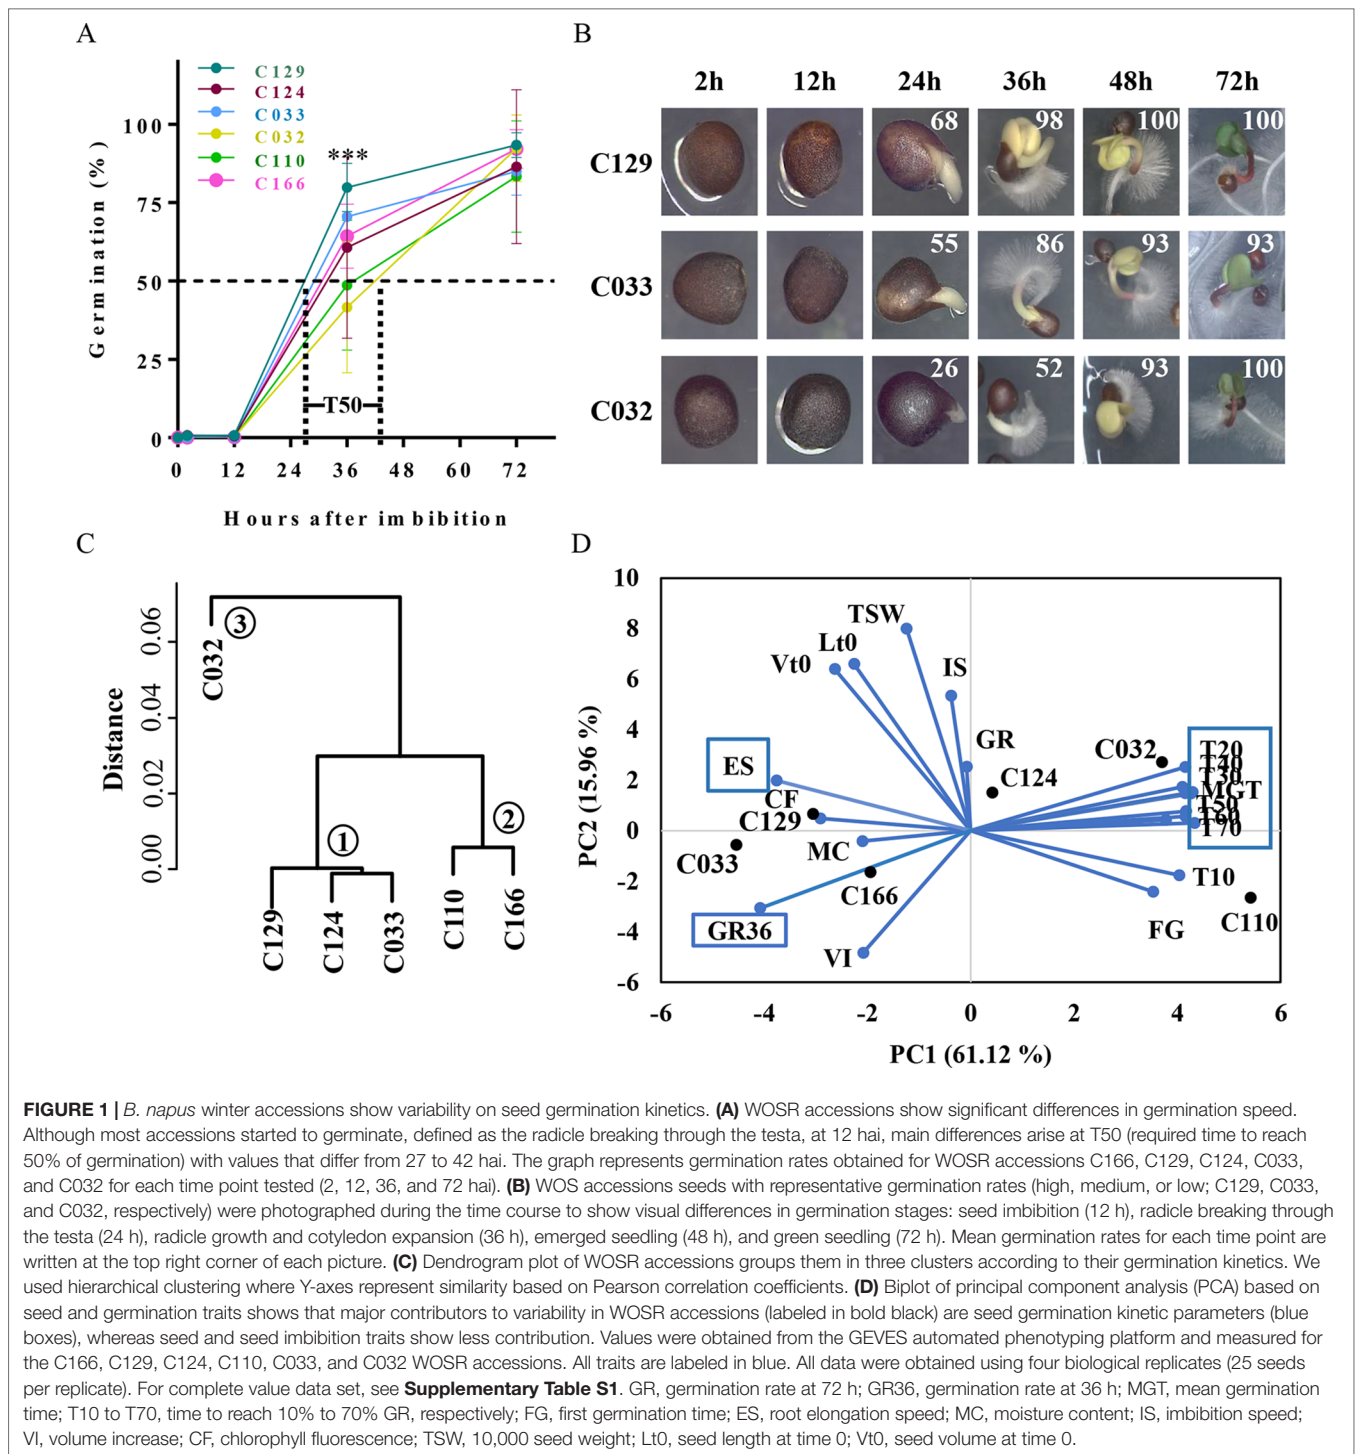 A
C129
C124
C033
C032
C110
C166
***
Germination (%)
100
75
50
25
0
T50
0 12 24 36 48 60 72
Hours after imbibition
B
2h 12h 24h 36h 48h 72h
C129 68 98 100 100
C033 55 86 93 93
C032 26 52 93 100
C
Distance
0.00 0.02 0.04 0.06
3
C032
1
2
C129 C124 C033 C110 C166
D
PC2 (15.96 %)
10
8
6
4
2
0
-2
-4
-6
TSW
Lt0
Vt0
IS
GR
ES
CF
C129
C033
MC
C166
GR36
VI
C124
C032
T20
T40
T30
MGT
T50
T60
T70
T10
FG
C110
-6 -4 -2 0 2 4 6
PC1 (61.12 %)
FIGURE 1 | B. napus winter accessions show variability on seed germination kinetics. (A) WOSR accessions show significant differences in germination speed.
Although most accessions started to germinate, defined as the radicle breaking through the testa, at 12 hai, main differences arise at T50 (required time to reach
50% of germination) with values that differ from 27 to 42 hai. The graph represents germination rates obtained for WOSR accessions C166, C129, C124, C033,
and C032 for each time point tested (2, 12, 36, and 72 hai). (B) WOS accessions seeds with representative germination rates (high, medium, or low; C129, C033,
and C032, respectively) were photographed during the time course to show visual differences in germination stages: seed imbibition (12 h), radicle breaking through
the testa (24 h), radicle growth and cotyledon expansion (36 h), emerged seedling (48 h), and green seedling (72 h). Mean germination rates for each time point are
written at the top right corner of each picture. (C) Dendrogram plot of WOSR accessions groups them in three clusters according to their germination kinetics. We
used hierarchical clustering where Y-axes represent similarity based on Pearson correlation coefficients. (D) Biplot of principal component analysis (PCA) based on
seed and germination traits shows that major contributors to variability in WOSR accessions (labeled in bold black) are seed germination kinetic parameters (blue
boxes), whereas seed and seed imbibition traits show less contribution. Values were obtained from the GEVES automated phenotyping platform and measured for
the C166, C129, C124, C110, C033, and C032 WOSR accessions. All traits are labeled in blue. All data were obtained using four biological replicates (25 seeds
per replicate). For complete value data set, see Supplementary Table S1. GR, germination rate at 72 h; GR36, germination rate at 36 h; MGT, mean germination
time; T10 to T70, time to reach 10% to 70% GR, respectively; FG, first germination time; ES, root elongation speed; MC, moisture content; IS, imbibition speed;
VI, volume increase; CF, chlorophyll fluorescence; TSW, 10,000 seed weight; Lt0, seed length at time 0; Vt0, seed volume at time 0.